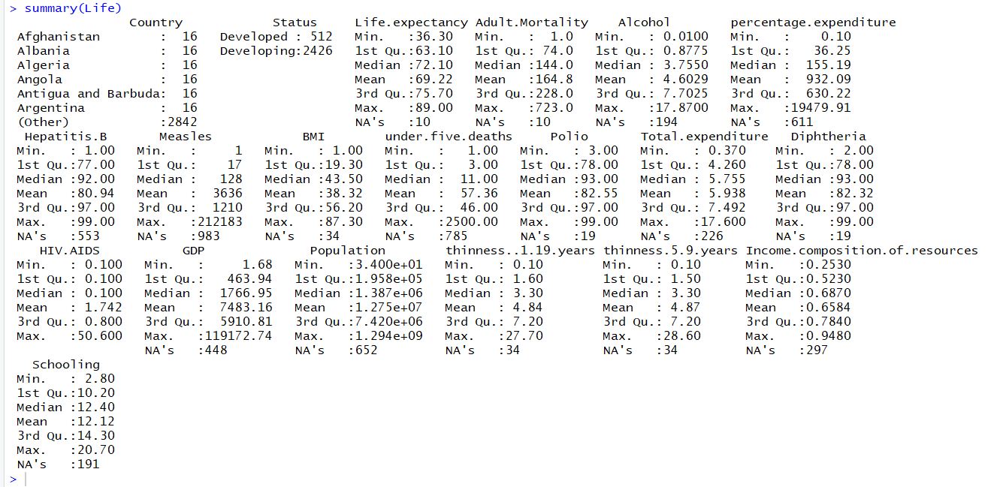 > summary(Life)
                Country          Status     Life.expectancy Adult.Mortality    Alcohol        percentage.expenditure
 Afghanistan        :  16   Developed : 512   Min.   :36.30   Min.   :  1.0   Min.   : 0.0100   Min.   :    0.10
 Albania            :  16   Developing:2426   1st Qu.:63.10   1st Qu.: 74.0   1st Qu.: 0.8775   1st Qu.:   36.25
 Algeria            :  16                     Median :72.10   Median :144.0   Median : 3.7550   Median :  155.19
 Angola             :  16                     Mean   :69.22   Mean   :164.8   Mean   : 4.6029   Mean   :  932.09
 Antigua and Barbuda:  16                     3rd Qu.:75.70   3rd Qu.:228.0   3rd Qu.: 7.7025   3rd Qu.:  630.22
 Argentina          :  16                     Max.   :89.00   Max.   :723.0   Max.   :17.8700   Max.   :19479.91
 (Other)            :2842                     NA's   :10      NA's   :10      NA's   :194       NA's   :611
  Hepatitis.B       Measles            BMI        under.five.deaths     Polio       Total.expenditure   Diphtheria
 Min.   : 1.00   Min.   :     1   Min.   : 1.00   Min.   :   1.00   Min.   : 3.00   Min.   : 0.370   Min.   : 2.00
 1st Qu.:77.00   1st Qu.:    17   1st Qu.:19.30   1st Qu.:   3.00   1st Qu.:78.00   1st Qu.: 4.260   1st Qu.:78.00
 Median :92.00   Median :   128   Median :43.50   Median :  11.00   Median :93.00   Median : 5.755   Median :93.00
 Mean   :80.94   Mean   :  3636   Mean   :38.32   Mean   :  57.36   Mean   :82.55   Mean   : 5.938   Mean   :82.32
 3rd Qu.:97.00   3rd Qu.:  1210   3rd Qu.:56.20   3rd Qu.:  46.00   3rd Qu.:97.00   3rd Qu.: 7.492   3rd Qu.:97.00
 Max.   :99.00   Max.   :212183   Max.   :87.30   Max.   :2500.00   Max.   :99.00   Max.   :17.600   Max.   :99.00
 NA's   :553     NA's   :983      NA's   :34      NA's   :785       NA's   :19      NA's   :226      NA's   :19
    HIV.AIDS           GDP              Population        thinness..1.19.years thinness.5.9.years Income.composition.of.resources
 Min.   : 0.100   Min.   :     1.68   Min.   :3.400e+01   Min.   : 0.10        Min.   : 0.10      Min.   :0.2530
 1st Qu.: 0.100   1st Qu.:   463.94   1st Qu.:1.958e+05   1st Qu.: 1.60        1st Qu.: 1.50      1st Qu.:0.5230
 Median : 0.100   Median :  1766.95   Median :1.387e+06   Median : 3.30        Median : 3.30      Median :0.6870
 Mean   : 1.742   Mean   :  7483.16   Mean   :1.275e+07   Mean   : 4.84        Mean   : 4.87      Mean   :0.6584
 3rd Qu.: 0.800   3rd Qu.:  5910.81   3rd Qu.:7.420e+06   3rd Qu.: 7.20        3rd Qu.: 7.20      3rd Qu.:0.7840
 Max.   :50.600   Max.   :119172.74   Max.   :1.294e+09   Max.   :27.70        Max.   :28.60      Max.   :0.9480
                  NA's   :448         NA's   :652         NA's   :34           NA's   :34         NA's   :297
   Schooling
 Min.   : 2.80
 1st Qu.:10.20
 Median :12.40
 Mean   :12.12
 3rd Qu.:14.30
 Max.   :20.70
 NA's   :191
>